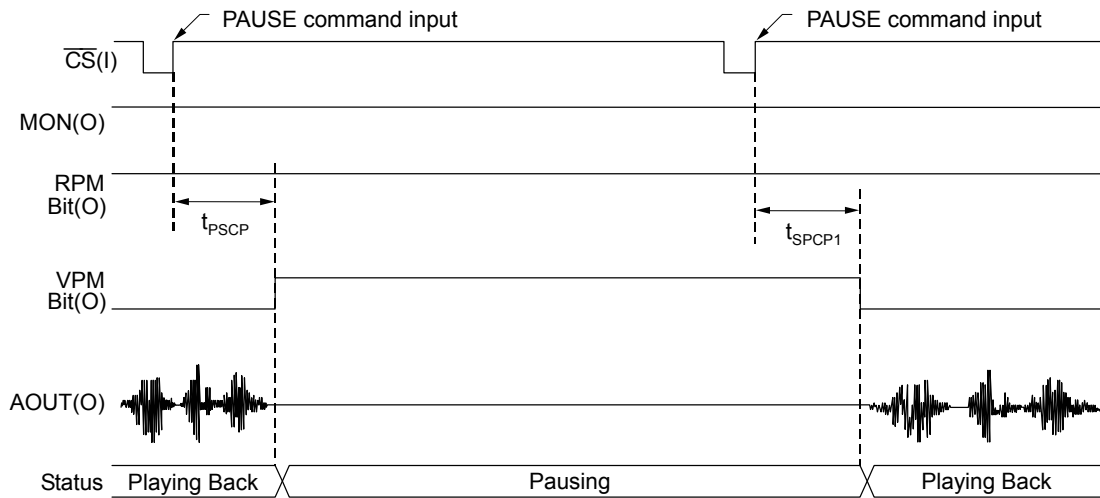 PAUSE command input
PAUSE command input
C̅S̅(I)
MON(O)
RPM
Bit(O)
tPSCP
tSPCP1
VPM
Bit(O)
AOUT(O)
Status
Playing Back
Pausing
Playing Back